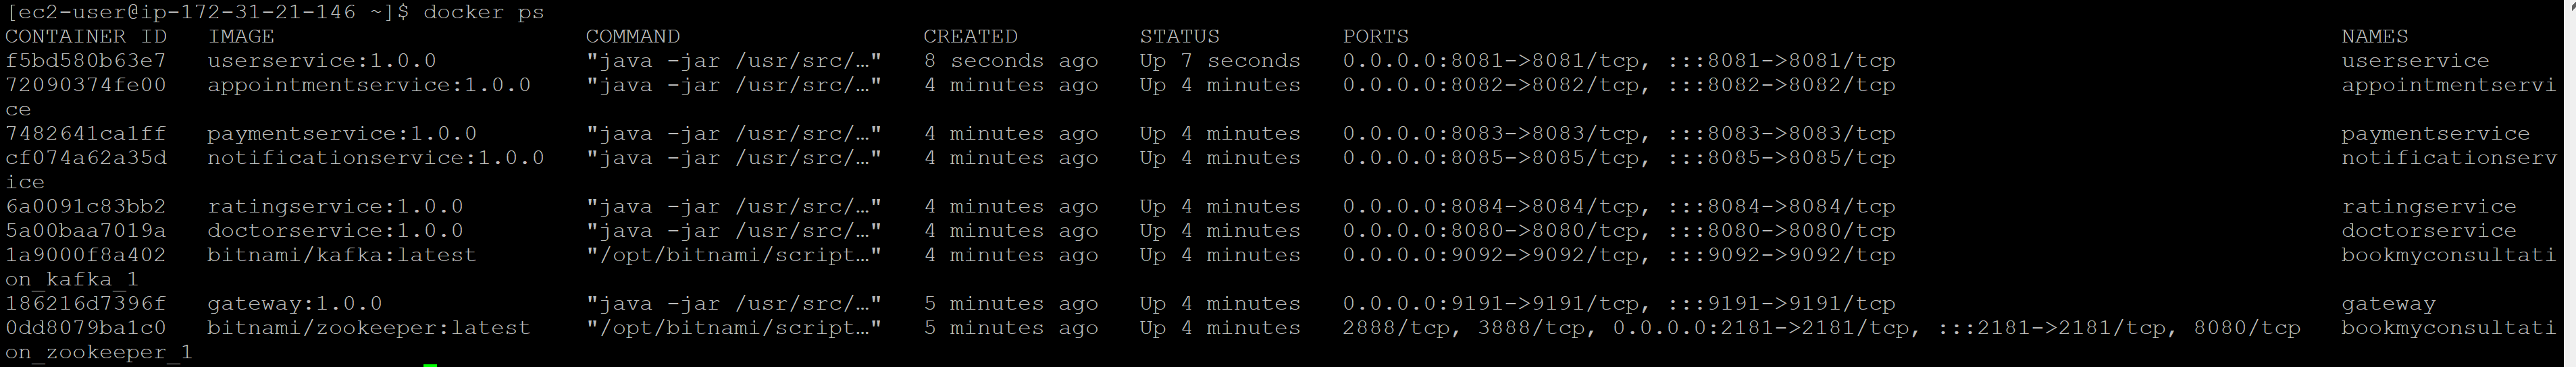 [ec2-user@ip-172-31-21-146 ~]$ docker ps
CONTAINER ID   IMAGE                       COMMAND                  CREATED         STATUS         PORTS                                                                     NAMES
f5bd580b63e7   userservice:1.0.0           "java -jar /usr/src/…"   8 seconds ago   Up 7 seconds   0.0.0.0:8081->8081/tcp, :::8081->8081/tcp                                 userservice
72090374fe00   appointmentservice:1.0.0    "java -jar /usr/src/…"   4 minutes ago   Up 4 minutes   0.0.0.0:8082->8082/tcp, :::8082->8082/tcp                                 appointmentservi
ce
7482641ca1ff   paymentservice:1.0.0        "java -jar /usr/src/…"   4 minutes ago   Up 4 minutes   0.0.0.0:8083->8083/tcp, :::8083->8083/tcp                                 paymentservice
cf074a62a35d   notificationservice:1.0.0   "java -jar /usr/src/…"   4 minutes ago   Up 4 minutes   0.0.0.0:8085->8085/tcp, :::8085->8085/tcp                                 notificationserv
ice
6a0091c83bb2   ratingservice:1.0.0         "java -jar /usr/src/…"   4 minutes ago   Up 4 minutes   0.0.0.0:8084->8084/tcp, :::8084->8084/tcp                                 ratingservice
5a00baa7019a   doctorservice:1.0.0         "java -jar /usr/src/…"   4 minutes ago   Up 4 minutes   0.0.0.0:8080->8080/tcp, :::8080->8080/tcp                                 doctorservice
1a9000f8a402   bitnami/kafka:latest        "/opt/bitnami/script…"   4 minutes ago   Up 4 minutes   0.0.0.0:9092->9092/tcp, :::9092->9092/tcp                                 bookmyconsultati
on_kafka_1
186216d7396f   gateway:1.0.0               "java -jar /usr/src/…"   5 minutes ago   Up 4 minutes   0.0.0.0:9191->9191/tcp, :::9191->9191/tcp                                 gateway
0dd8079ba1c0   bitnami/zookeeper:latest    "/opt/bitnami/script…"   5 minutes ago   Up 4 minutes   2888/tcp, 3888/tcp, 0.0.0.0:2181->2181/tcp, :::2181->2181/tcp, 8080/tcp   bookmyconsultati
on_zookeeper_1